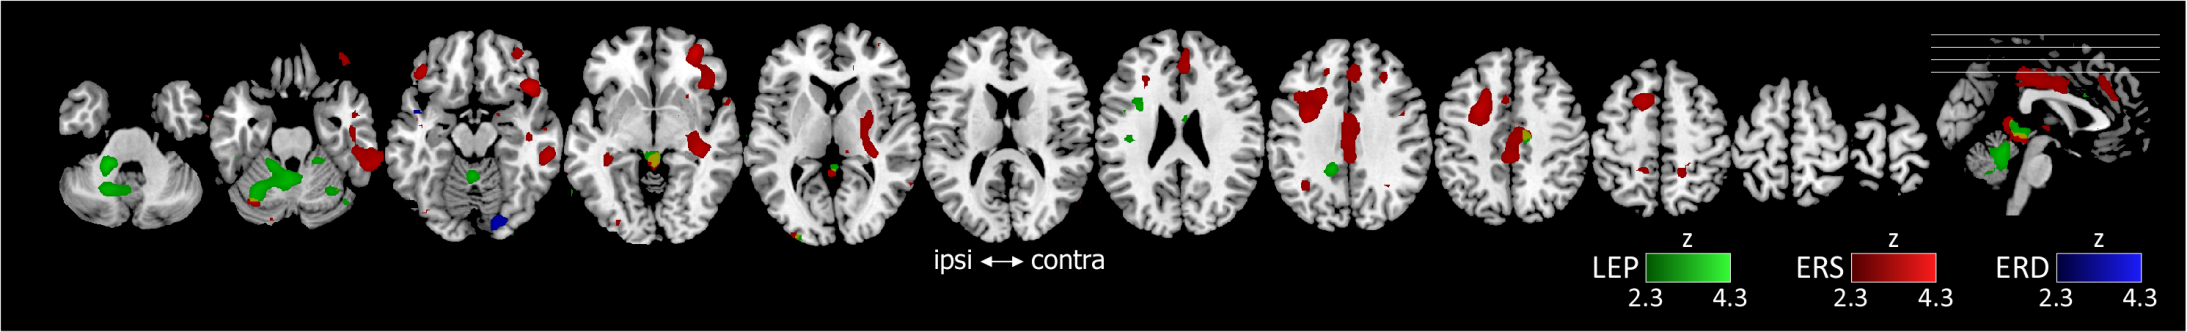 ipsi ↔ contra
z z z
LEP ERS ERD
2.3 4.3 2.3 4.3 2.3 4.3